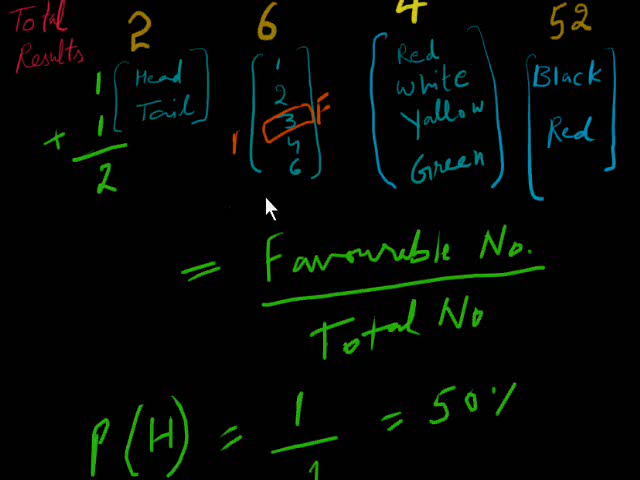 Total Results 2 6 4 52
1 [Head Tail] 1 2 3 4 6 F Red White Yallow Green Black Red
+ 1 1
2
= Favourable No.
Total No
P(H) = 1 = 50%